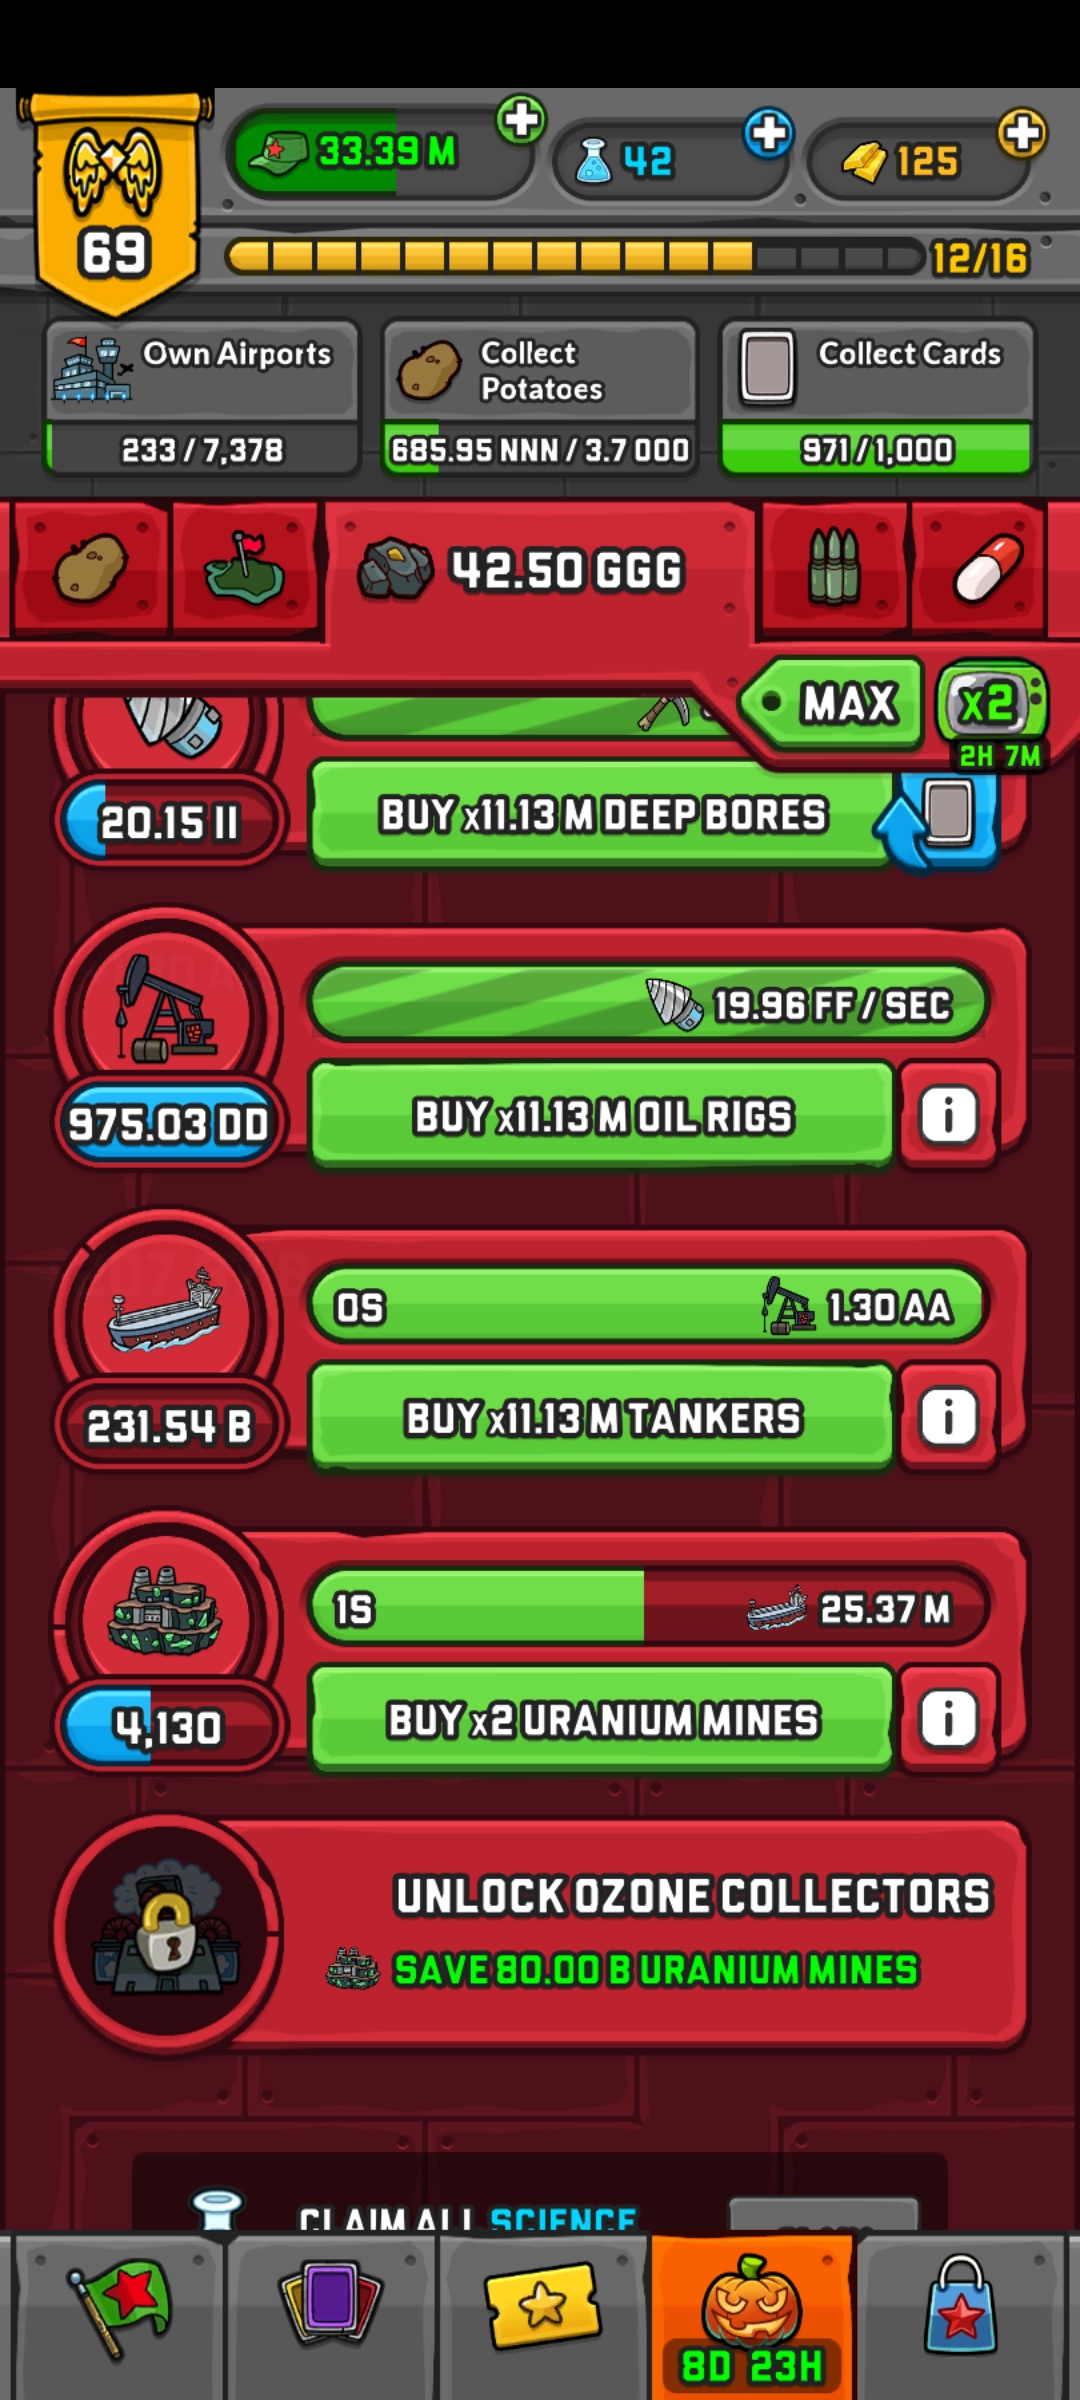 33.39 M
42
125
69
12/16
Own Airports
233 / 7,378
Collect
Potatoes
685.95 NNN / 3.7 OOO
Collect Cards
971 / 1,000
42.50 GGG
MAX
x2
2H 7M
20.15 II
BUY x11.13 M DEEP BORES
19.96 FF / SEC
975.03 DD
BUY x11.13 M OIL RIGS
0S
1.30 AA
231.54 B
BUY x11.13 M TANKERS
1S
25.37 M
4,130
BUY x2 URANIUM MINES
UNLOCK OZONE COLLECTORS
SAVE 80.00 B URANIUM MINES
CLAIM ALL SCIENCE
8D 23H